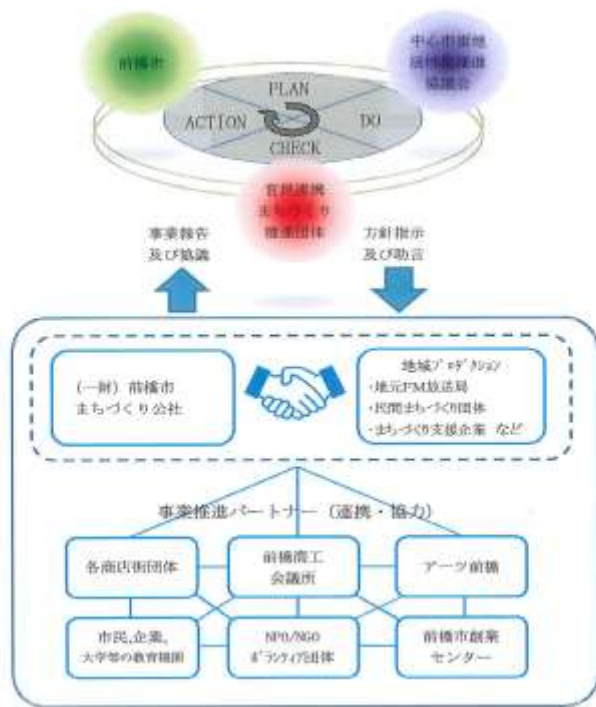 前橋市
中心市街地
活性化推進
協議会
PLAN
ACTION
DO
CHECK
官民連携
まちづくり
推進団体
事業報告
及び協議
方針指示
及び助言
(一財)前橋市
まちづくり公社
地域プロダクション
・地元FM放送局
・民間まちづくり団体
・まちづくり支援企業 など
事業推進パートナー(連携・協力)
各商店街団体
前橋商工
会議所
アーツ前橋
市民、企業、
大学等の教育機関
NPO/NGO
ボランティア団体
前橋市創業
センター